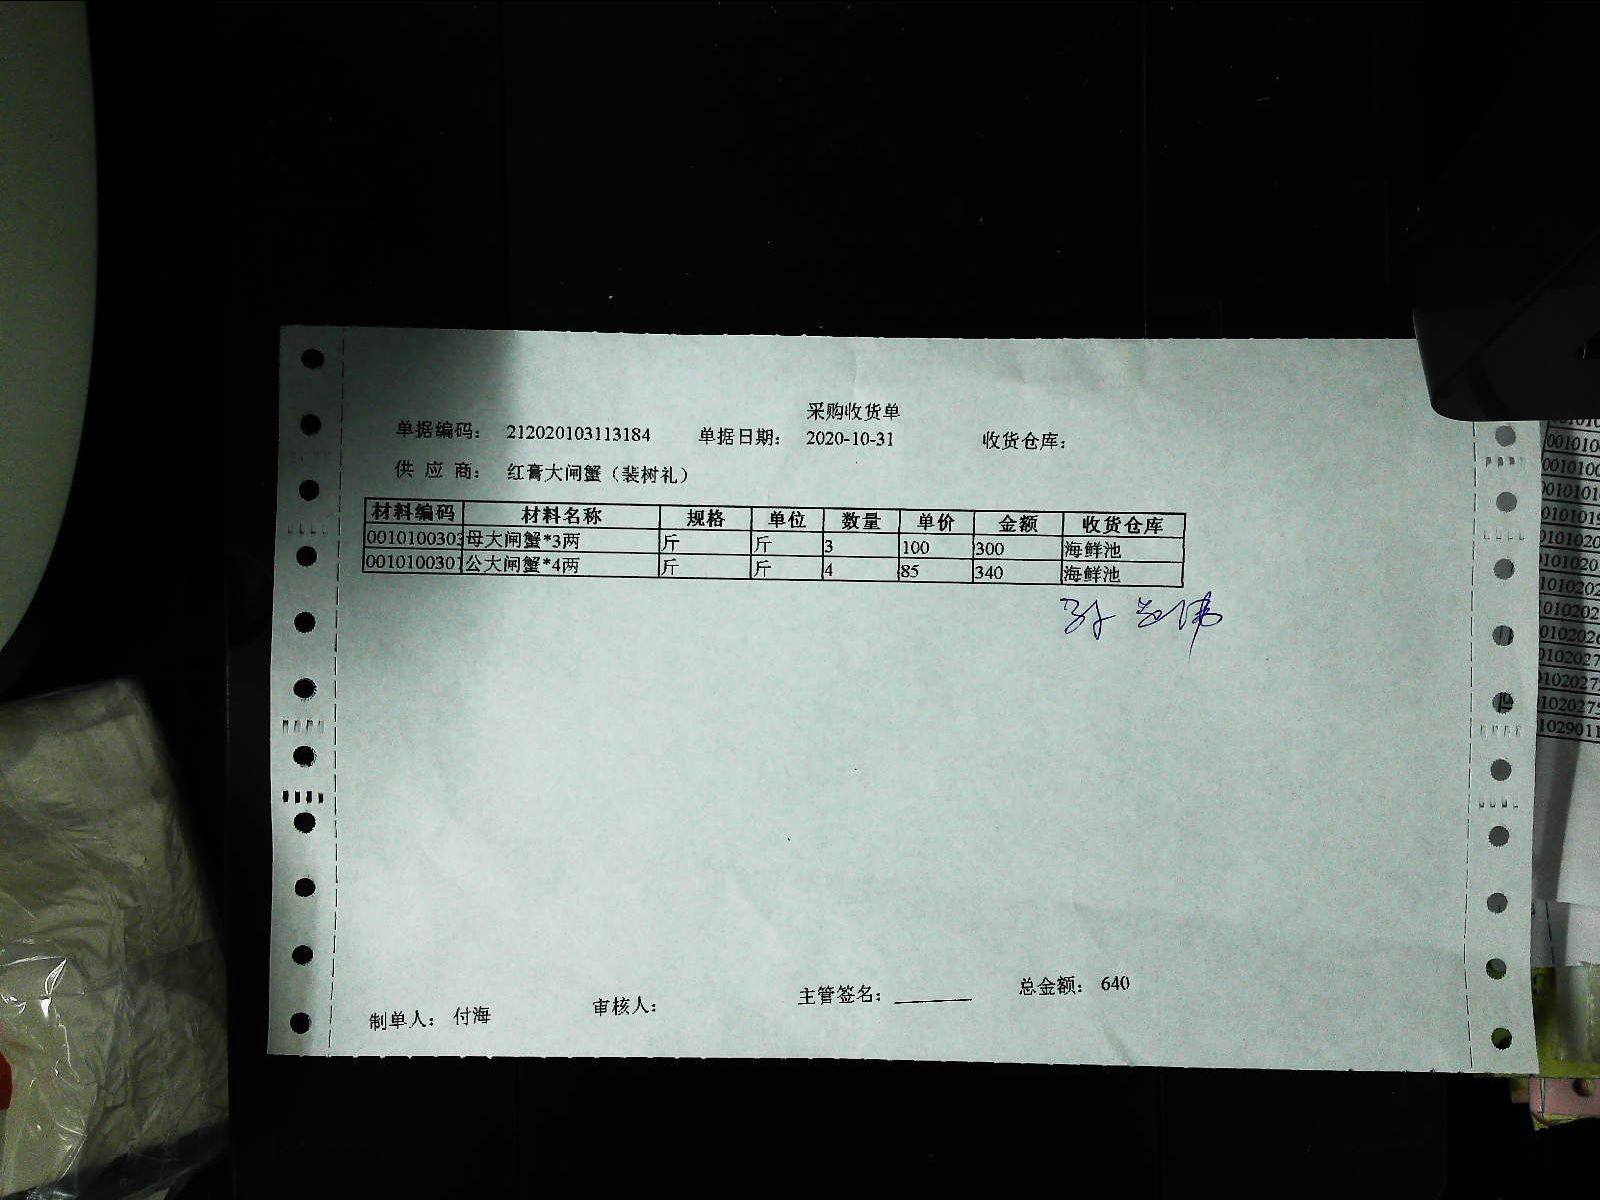 采购收货单
单据编码: 212020103113184 单据日期: 2020-10-31 收货仓库:
供 应 商: 红膏大闸蟹（裴树礼）
材料编码 材料名称 规格 单位 数量 单价 金额 收货仓库
0010100303 母大闸蟹*3两 斤 斤 3 100 300 海鲜池
0010100301 公大闸蟹*4两 斤 斤 4 85 340 海鲜池
制单人: 付海 审核人: 主管签名: ______ 总金额: 640